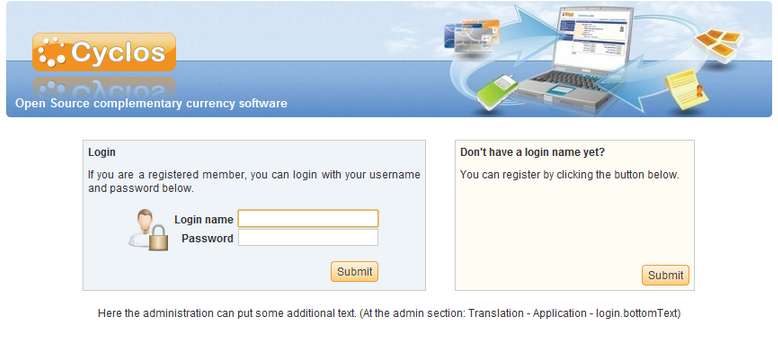 Cyclos
Open Source complementary currency software
Login
If you are a registered member, you can login with your username
and password below.
Login name
Password
Submit
Don't have a login name yet?
You can register by clicking the button below.
Submit
Here the administration can put some additional text. (At the admin section: Translation - Application - login.bottomText)